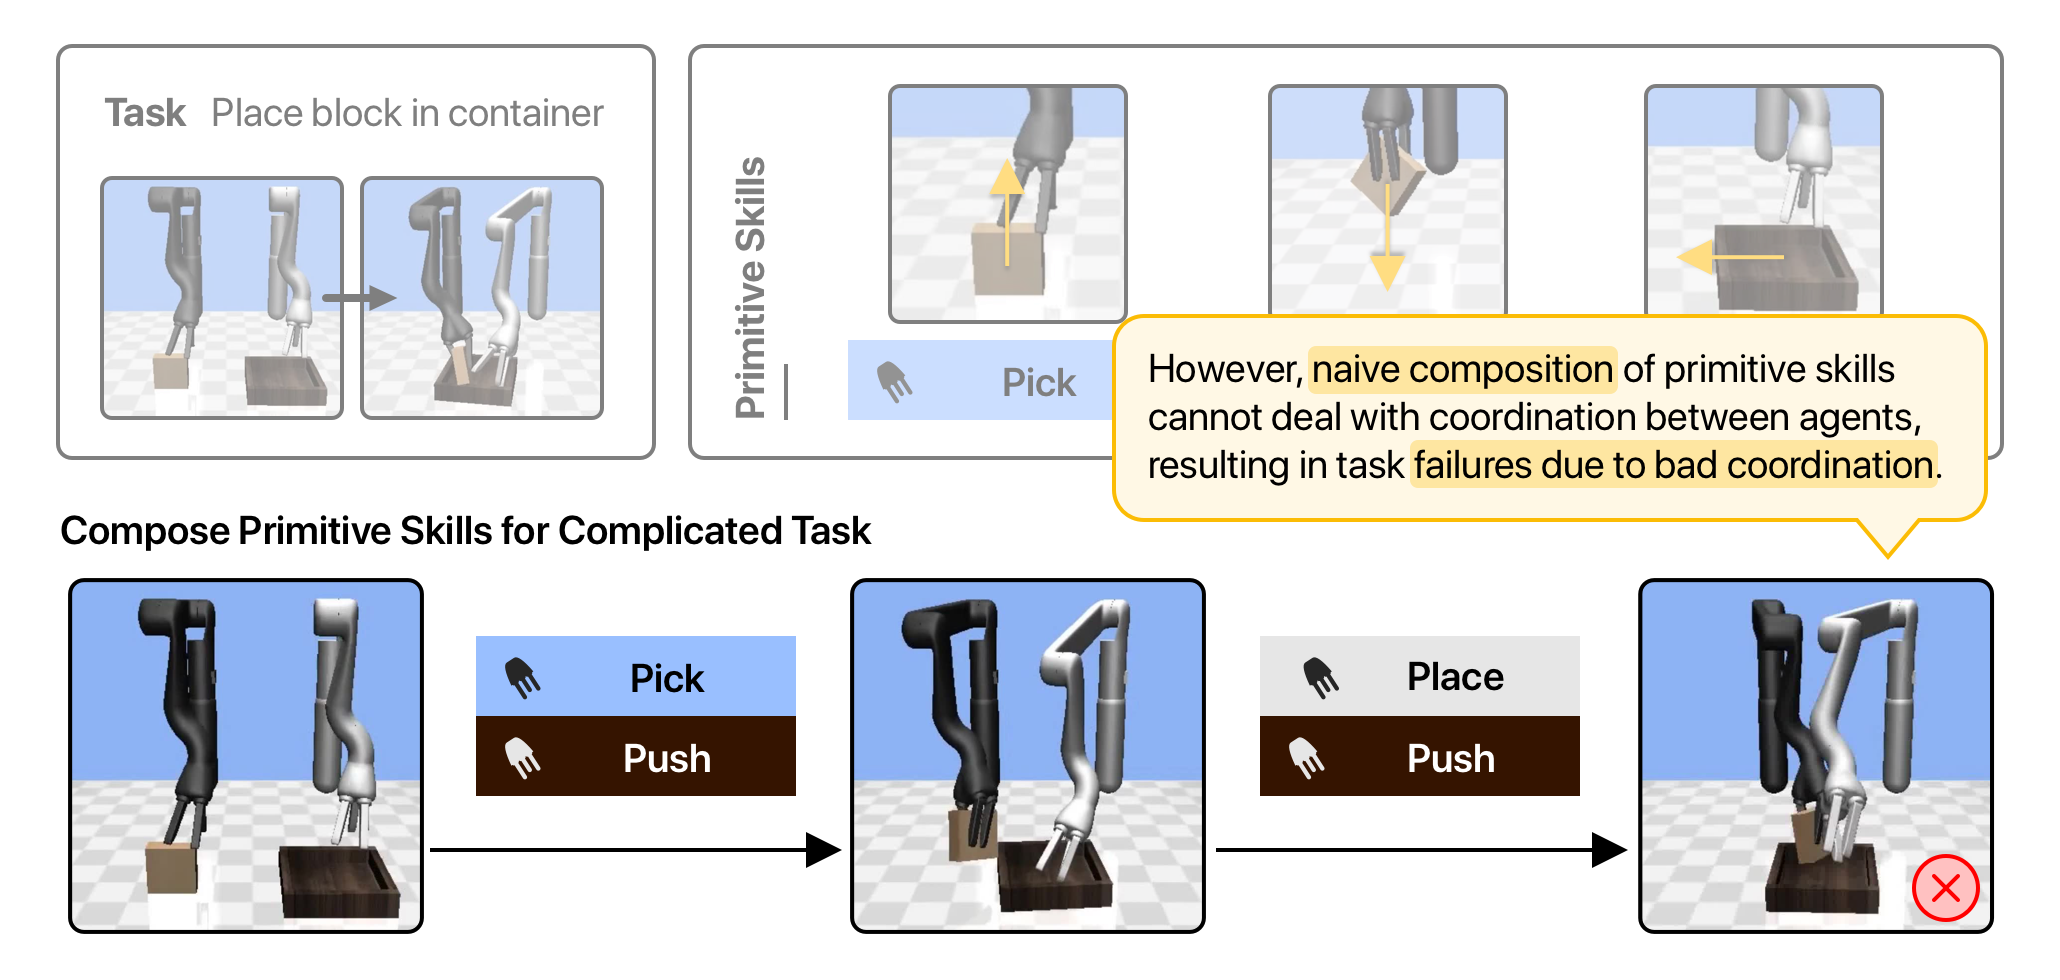 Task Place block in container
Primitive Skills
Pick
However, naive composition of primitive skills
cannot deal with coordination between agents,
resulting in task failures due to bad coordination.
Compose Primitive Skills for Complicated Task
Pick
Push
Place
Push